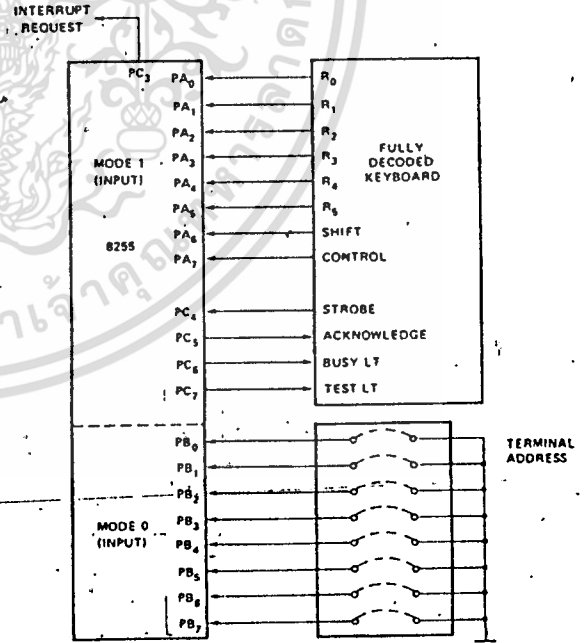 INTERRUPT
REQUEST
PC3 PA0 R0
PA1 R1
PA2 R2
PA3 R3
PA4 R4
PA5 R5
PA6 SHIFT
PA7 CONTROL
MODE 1
(INPUT)
8255
FULLY
DECODED
KEYBOARD
PC4 STROBE
PC5 ACKNOWLEDGE
PC6 BUSY LT
PC7 TEST LT
PB0
PB1
PB2
PB3
PB4
PB5
PB6
PB7
MODE 0
(INPUT)
TERMINAL
ADDRESS